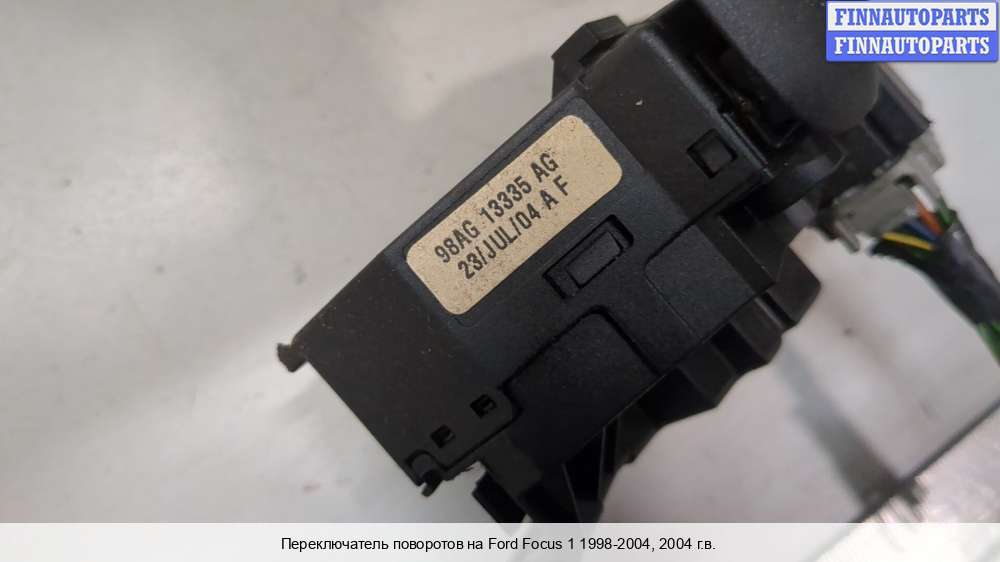 FINNAUTOPARTS
FINNAUTOPARTS
98AG 13335 AG
23/JUL/04 A F
Переключатель поворотов на Ford Focus 1 1998-2004, 2004 г.в.